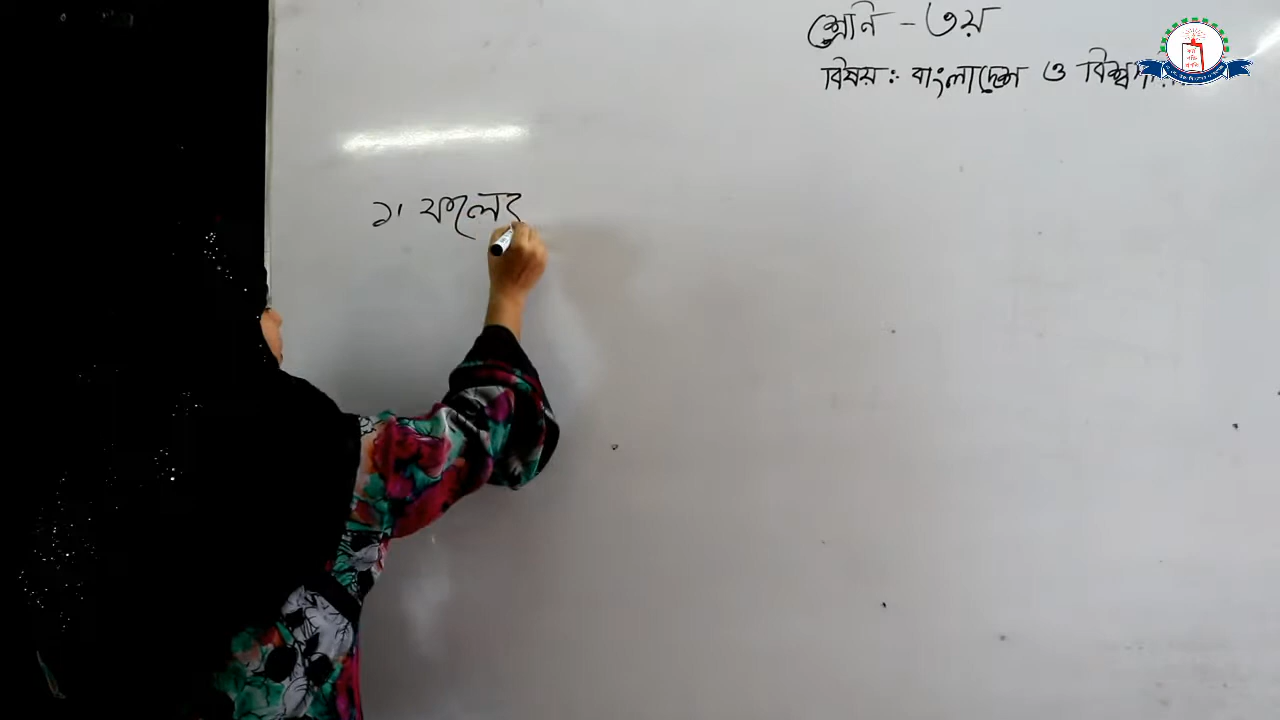 শ্রেণি - ৩য়
বিষয় : বাংলাদেশ ও
১। ফলের